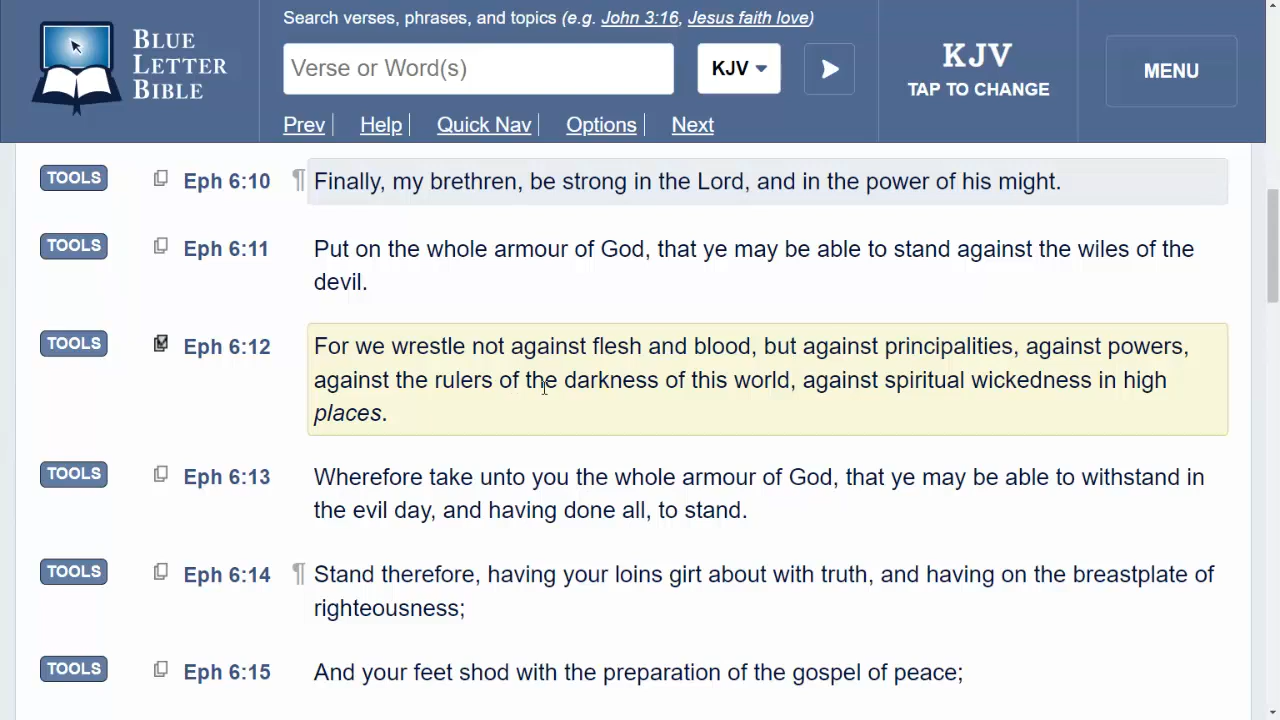 Search verses, phrases, and topics (e.g. John 3:16, Jesus faith love)
BLUE
LETTER
BIBLE
Verse or Word(s)
KJV
KJV
TAP TO CHANGE
MENU
Prev Help Quick Nav Options Next
TOOLS Eph 6:10 ¶ Finally, my brethren, be strong in the Lord, and in the power of his might.
TOOLS Eph 6:11 Put on the whole armour of God, that ye may be able to stand against the wiles of the
devil.
TOOLS Eph 6:12 For we wrestle not against flesh and blood, but against principalities, against powers,
against the rulers of the darkness of this world, against spiritual wickedness in high
places.
TOOLS Eph 6:13 Wherefore take unto you the whole armour of God, that ye may be able to withstand in
the evil day, and having done all, to stand.
TOOLS Eph 6:14 ¶ Stand therefore, having your loins girt about with truth, and having on the breastplate of
righteousness;
TOOLS Eph 6:15 And your feet shod with the preparation of the gospel of peace;